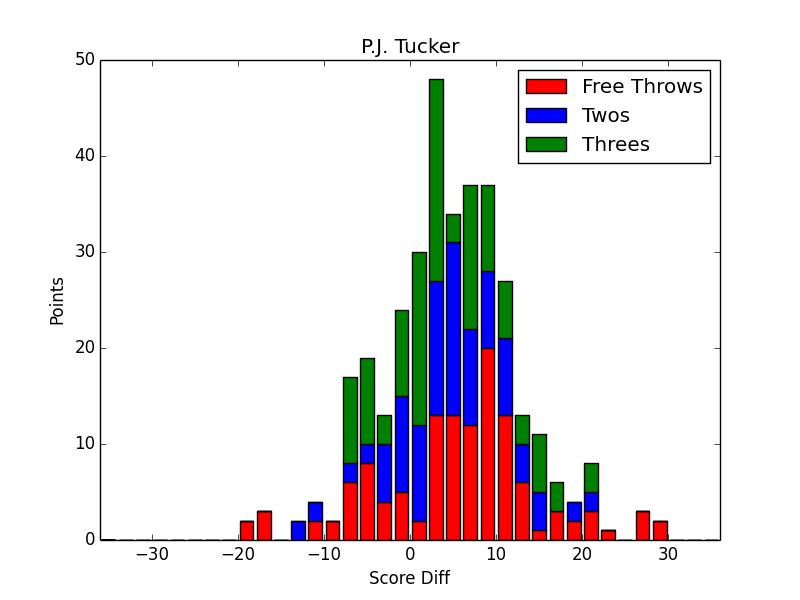 P.J. Tucker
Free Throws
Twos
Threes
50
40
30
20
10
0
Points
−30
−20
−10
0
10
20
30
Score Diff